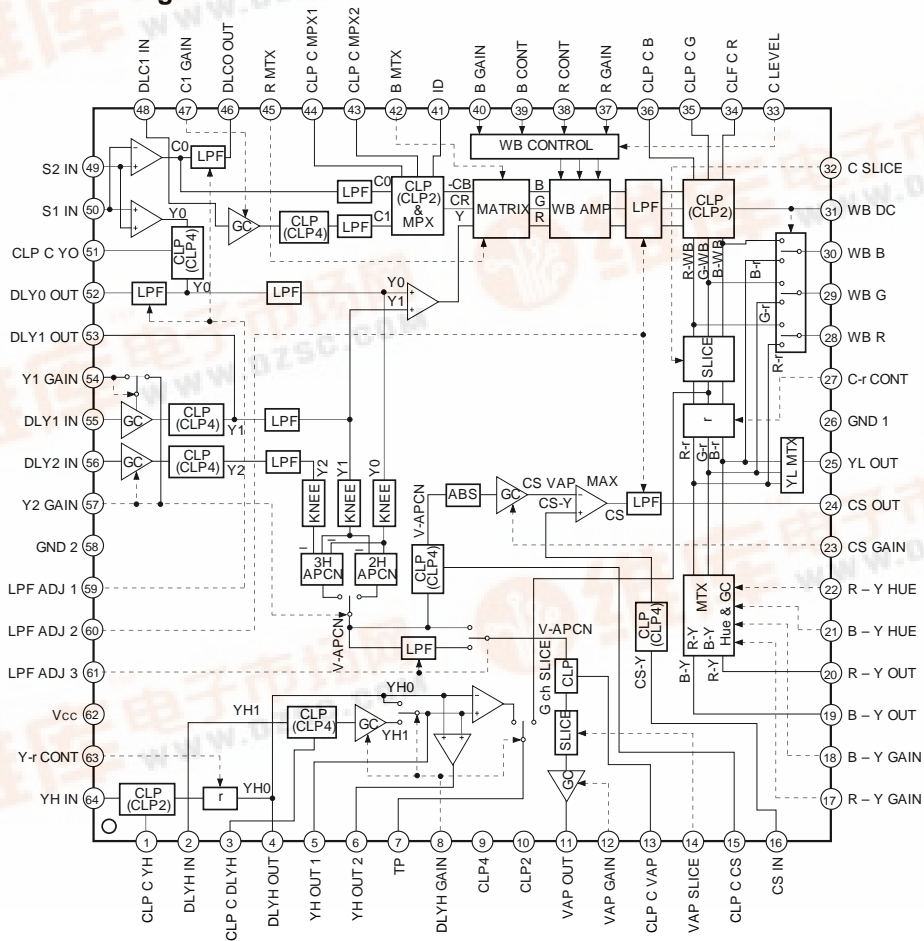 DLC1 IN
C1 GAIN
DLCO OUT
R MTX
CLP C MPX1
CLP C MPX2
B MTX
ID
B GAIN
B CONT
R CONT
R GAIN
CLP C B
CLP C G
CLF C R
C LEVEL
48 47 46 45 44 43 42 41 40 39 38 37 36 35 34 33
S2 IN 49
S1 IN 50
CLP C YO 51
DLY0 OUT 52
DLY1 OUT 53
Y1 GAIN 54
DLY1 IN 55
DLY2 IN 56
Y2 GAIN 57
GND 2 58
LPF ADJ 1 59
LPF ADJ 2 60
LPF ADJ 3 61
Vcc 62
Y-r CONT 63
YH IN 64
32 C SLICE
31 WB DC
30 WB B
29 WB G
28 WB R
27 C-r CONT
26 GND 1
25 YL OUT
24 CS OUT
23 CS GAIN
22 R – Y HUE
21 B – Y HUE
20 R – Y OUT
19 B – Y OUT
18 B – Y GAIN
17 R – Y GAIN
C0
LPF
Y0
CLP
(CLP4)
GC
CLP
(CLP4)
LPF
C0
LPF
C1
CLP
(CLP2)
&
MPX
-CB
CR
Y
MATRIX
B
G
R
WB CONTROL
WB AMP
LPF
CLP
(CLP2)
R-WB
G-WB
B-WB
B-r
G-r
R-r
LPF
Y0
LPF
Y0
Y1
SLICE
r
R-r
G-r
B-r
YL MTX
GC
CLP
(CLP4)
Y1
LPF
GC
CLP
(CLP4)
Y2
LPF
Y2
Y1
Y0
KNEE
KNEE
KNEE
3H
APCN
2H
APCN
V-APCN
ABS
GC
CS VAP
MAX
CS-Y
CS
LPF
CLP
(CLP4)
V-APCN
LPF
V-APCN
G ch SLICE
CLP
SLICE
GC
CS-Y
CLP
(CLP4)
MTX
R-Y
B-Y
Hue & GC
B-Y
R-Y
YH0
YH1
CLP
(CLP4)
GC
YH1
CLP
(CLP2)
r
YH0
1 2 3 4 5 6 7 8 9 10 11 12 13 14 15 16
CLP C YH
DLYH IN
CLP C DLYH
DLYH OUT
YH OUT 1
YH OUT 2
TP
DLYH GAIN
CLP4
CLP2
VAP OUT
VAP GAIN
CLP C VAP
VAP SLICE
CLP C CS
CS IN